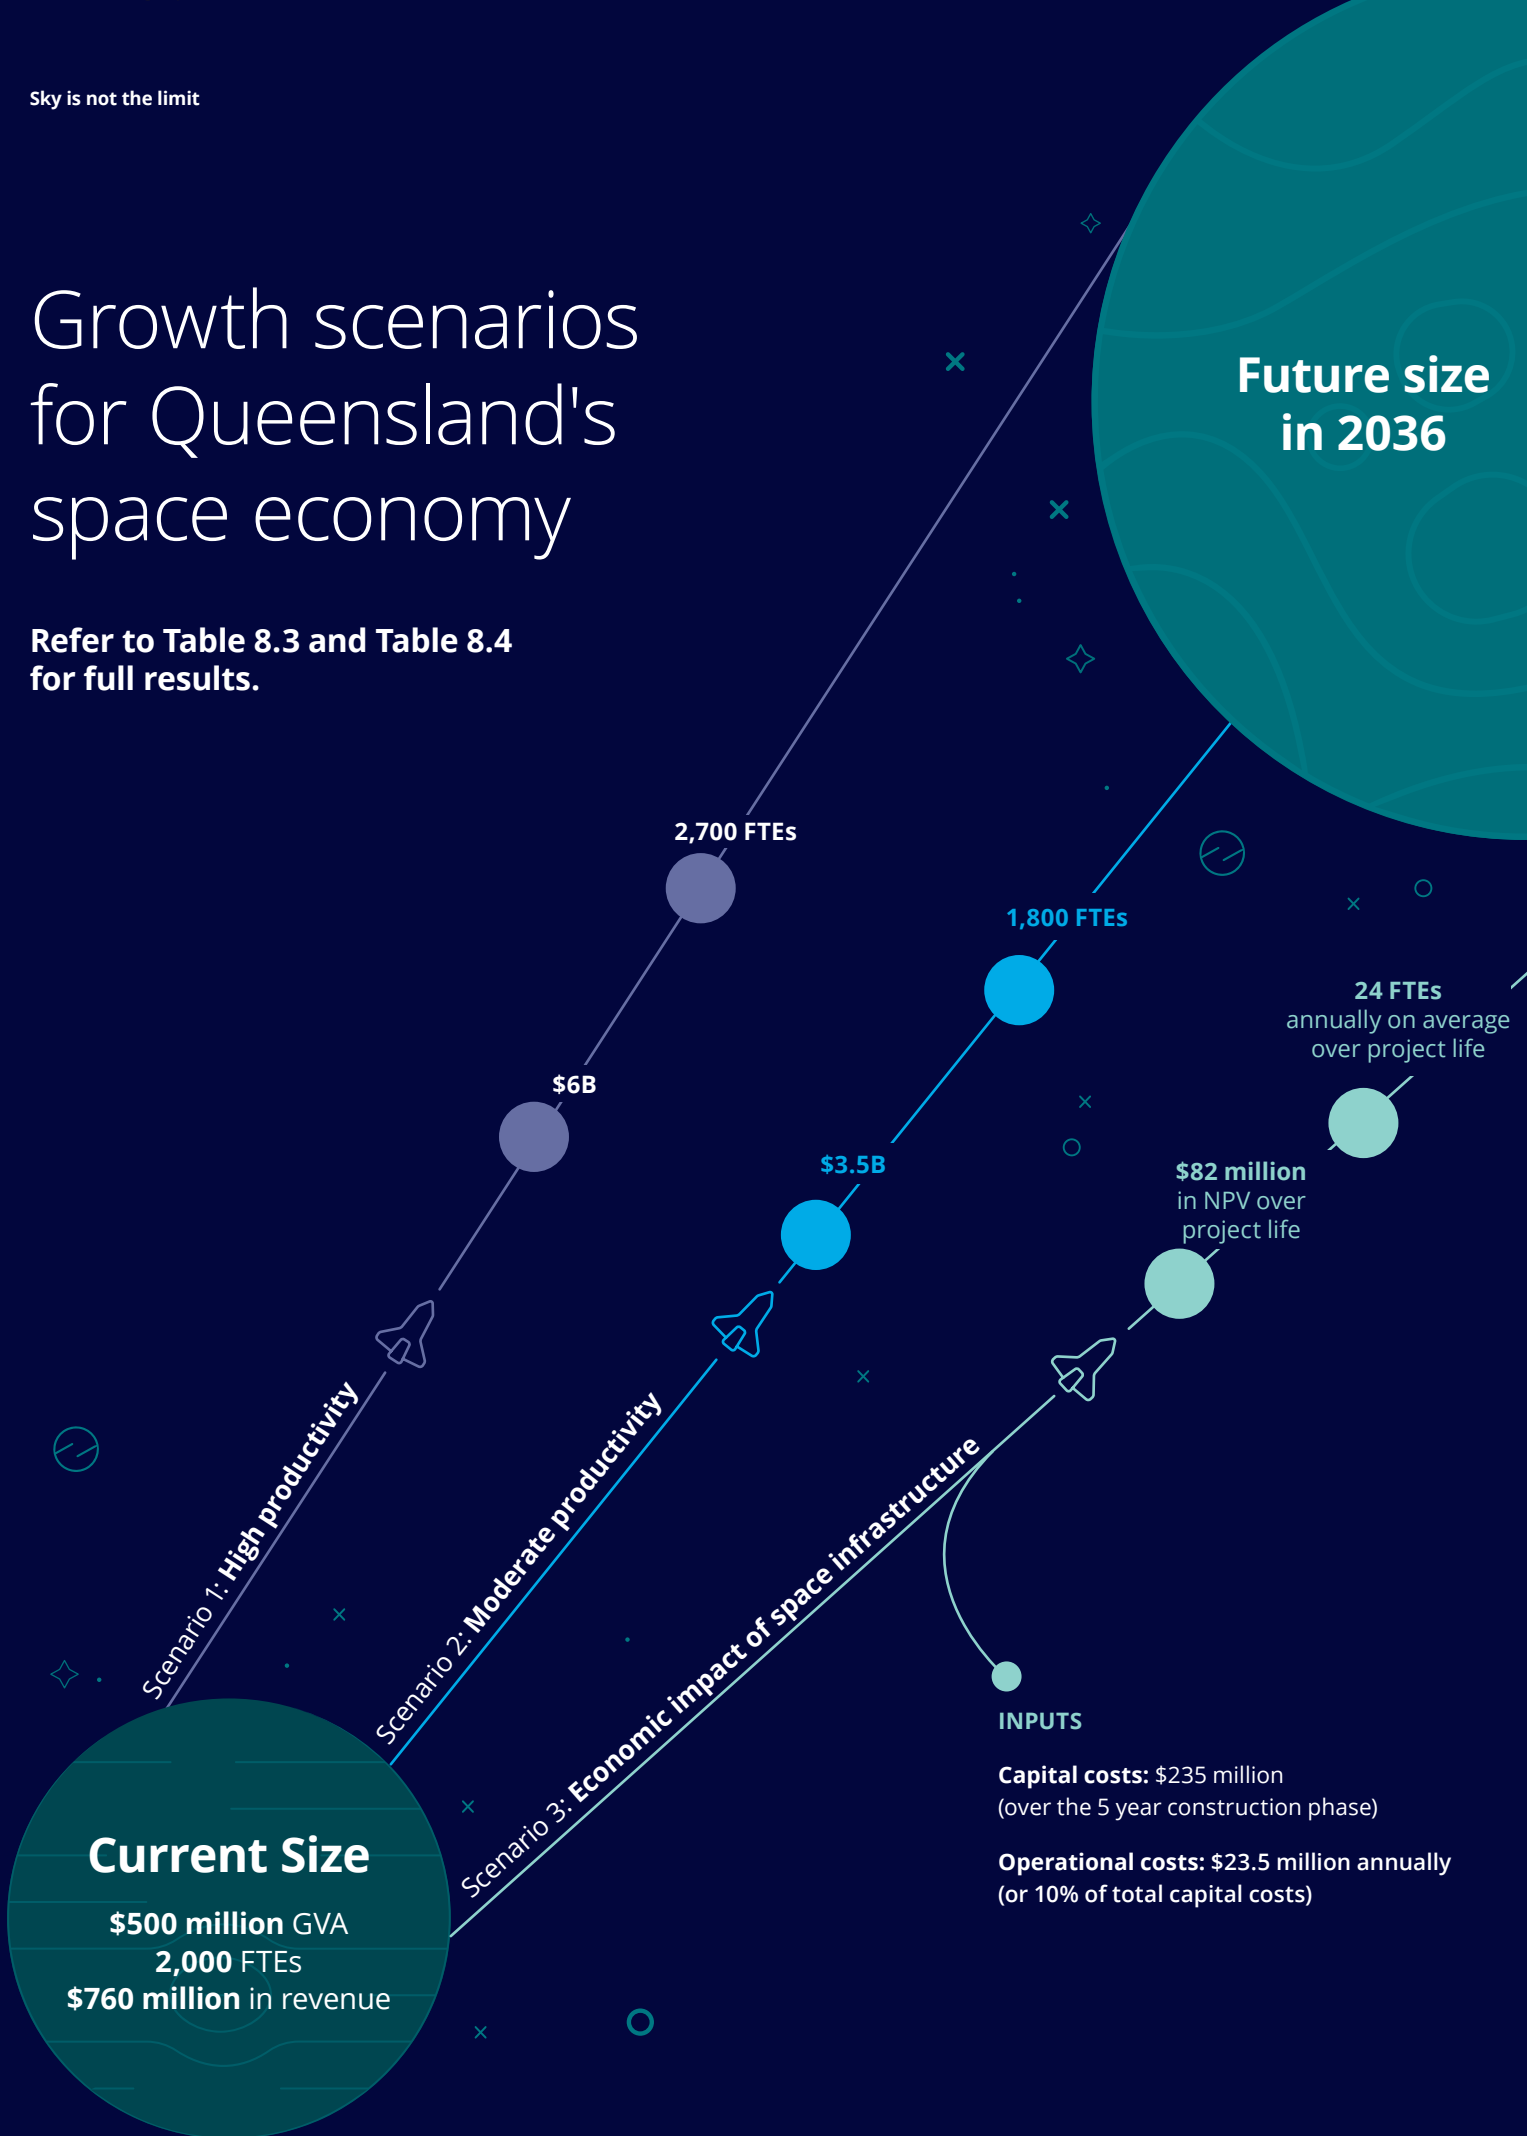 Sky is not the limit
Growth scenarios
for Queensland's
space economy
Refer to Table 8.3 and Table 8.4
for full results.
Future size
in 2036
2,700 FTEs
$6B
Scenario 1: High productivity
1,800 FTEs
$3.5B
Scenario 2: Moderate productivity
24 FTEs
annually on average
over project life
$82 million
in NPV over
project life
Scenario 3: Economic impact of space infrastructure
INPUTS
Capital costs: $235 million
(over the 5 year construction phase)
Operational costs: $23.5 million annually
(or 10% of total capital costs)
Current Size
$500 million GVA
2,000 FTEs
$760 million in revenue